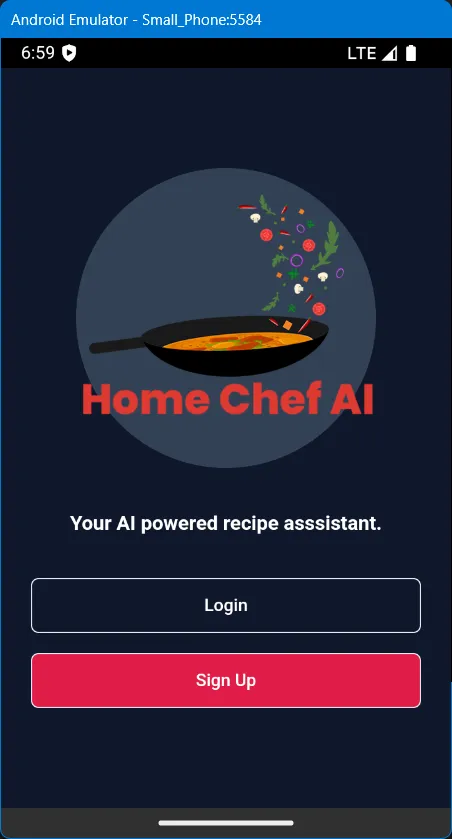 Android Emulator - Small_Phone:5584
6:59 LTE
Home Chef AI
Your AI powered recipe asssistant.
Login
Sign Up